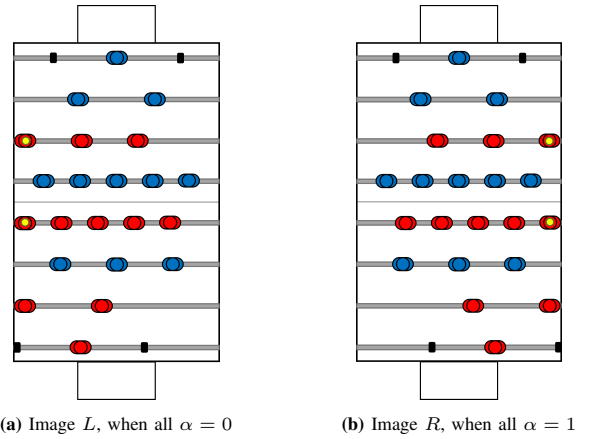 (a) Image L, when all α = 0
(b) Image R, when all α = 1